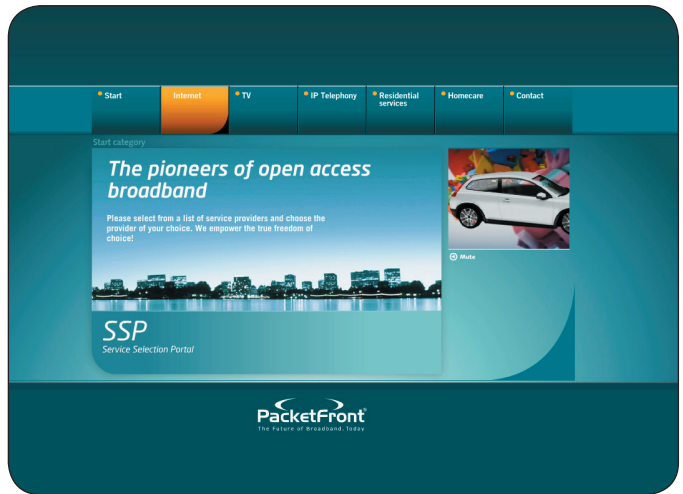 Start
Internet
TV
IP Telephony
Residential
services
Homecare
Contact
Start category
The pioneers of open access
broadband
Please select from a list of service providers and choose the
provider of your choice. We empower the true freedom of
choice!
Mute
SSP
Service Selection Portal
PacketFront®
The Future of Broadband. Today